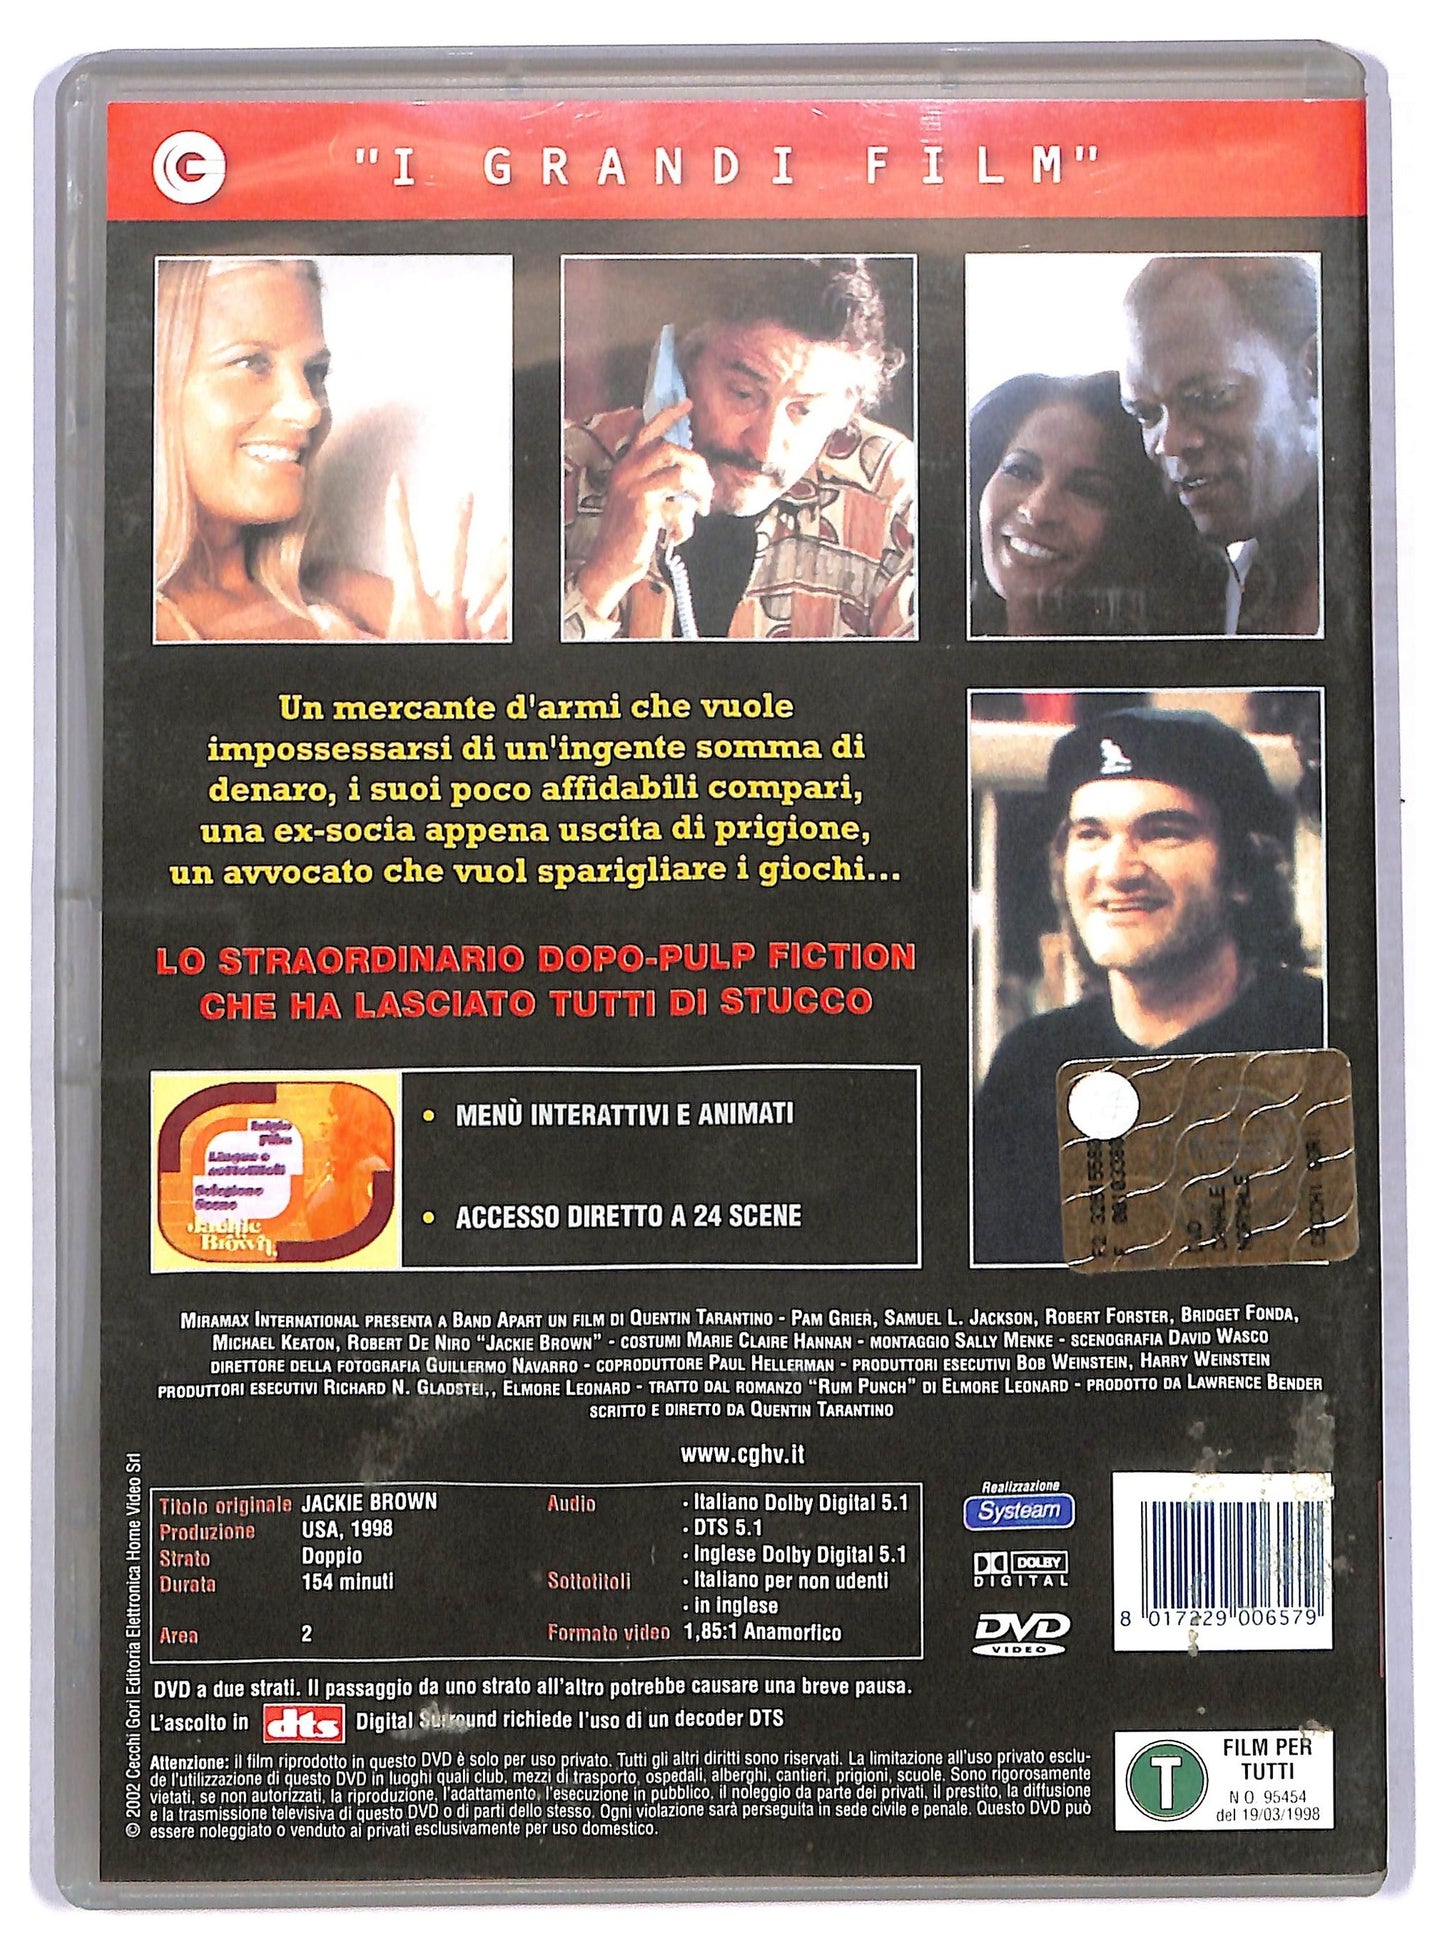 "I GRANDI FILM"
Un mercante d'armi che vuole
impossessarsi di un'ingente somma di
denaro, i suoi poco affidabili compari,
una ex-socia appena uscita di prigione,
un avvocato che vuol sparigliare i giochi...
LO STRAORDINARIO DOPO-PULP FICTION
CHE HA LASCIATO TUTTI DI STUCCO
Inizio
Film
Lingua e
sottotitoli
Selezione
Scene
Jackie
Brown
• MENÙ INTERATTIVI E ANIMATI
• ACCESSO DIRETTO A 24 SCENE
DVD
CANALE
NORMALE
CECCHI GOR
MIRAMAX INTERNATIONAL PRESENTA A BAND APART UN FILM DI QUENTIN TARANTINO - PAM GRIER, SAMUEL L. JACKSON, ROBERT FORSTER, BRIDGET FONDA,
MICHAEL KEATON, ROBERT DE NIRO "JACKIE BROWN" - COSTUMI MARIE CLAIRE HANNAN - MONTAGGIO SALLY MENKE - SCENOGRAFIA DAVID WASCO
DIRETTORE DELLA FOTOGRAFIA GUILLERMO NAVARRO - COPRODUTTORE PAUL HELLERMAN - PRODUTTORI ESECUTIVI BOB WEINSTEIN, HARRY WEINSTEIN
PRODUTTORI ESECUTIVI RICHARD N. GLADSTEI,, ELMORE LEONARD - TRATTO DAL ROMANZO "RUM PUNCH" DI ELMORE LEONARD - PRODOTTO DA LAWRENCE BENDER
SCRITTO E DIRETTO DA QUENTIN TARANTINO
www.cghv.it
© 2002 Cecchi Gori Editoria Elettronica Home Video Srl
Titolo originale JACKIE BROWN
Produzione USA, 1998
Strato Doppio
Durata 154 minuti
Area 2
Audio · Italiano Dolby Digital 5.1
· DTS 5.1
· Inglese Dolby Digital 5.1
Sottotitoli · Italiano per non udenti
· in inglese
Formato video 1,85:1 Anamorfico
Realizzazione
Systeam
DOLBY
DIGITAL
DVD
VIDEO
8 017229 006579
DVD a due strati. Il passaggio da uno strato all'altro potrebbe causare una breve pausa.
L'ascolto in dts Digital Surround richiede l'uso di un decoder DTS
Attenzione: il film riprodotto in questo DVD è solo per uso privato. Tutti gli altri diritti sono riservati. La limitazione all'uso privato esclu-
de l'utilizzazione di questo DVD in luoghi quali club, mezzi di trasporto, ospedali, alberghi, cantieri, prigioni, scuole. Sono rigorosamente
vietati, se non autorizzati, la riproduzione, l'adattamento, l'esecuzione in pubblico, il noleggio da parte dei privati, il prestito, la diffusione
e la trasmissione televisiva di questo DVD o di parti dello stesso. Ogni violazione sarà perseguita in sede civile e penale. Questo DVD può
essere noleggiato o venduto ai privati esclusivamente per uso domestico.
T
FILM PER
TUTTI
N O 95454
del 19/03/1998